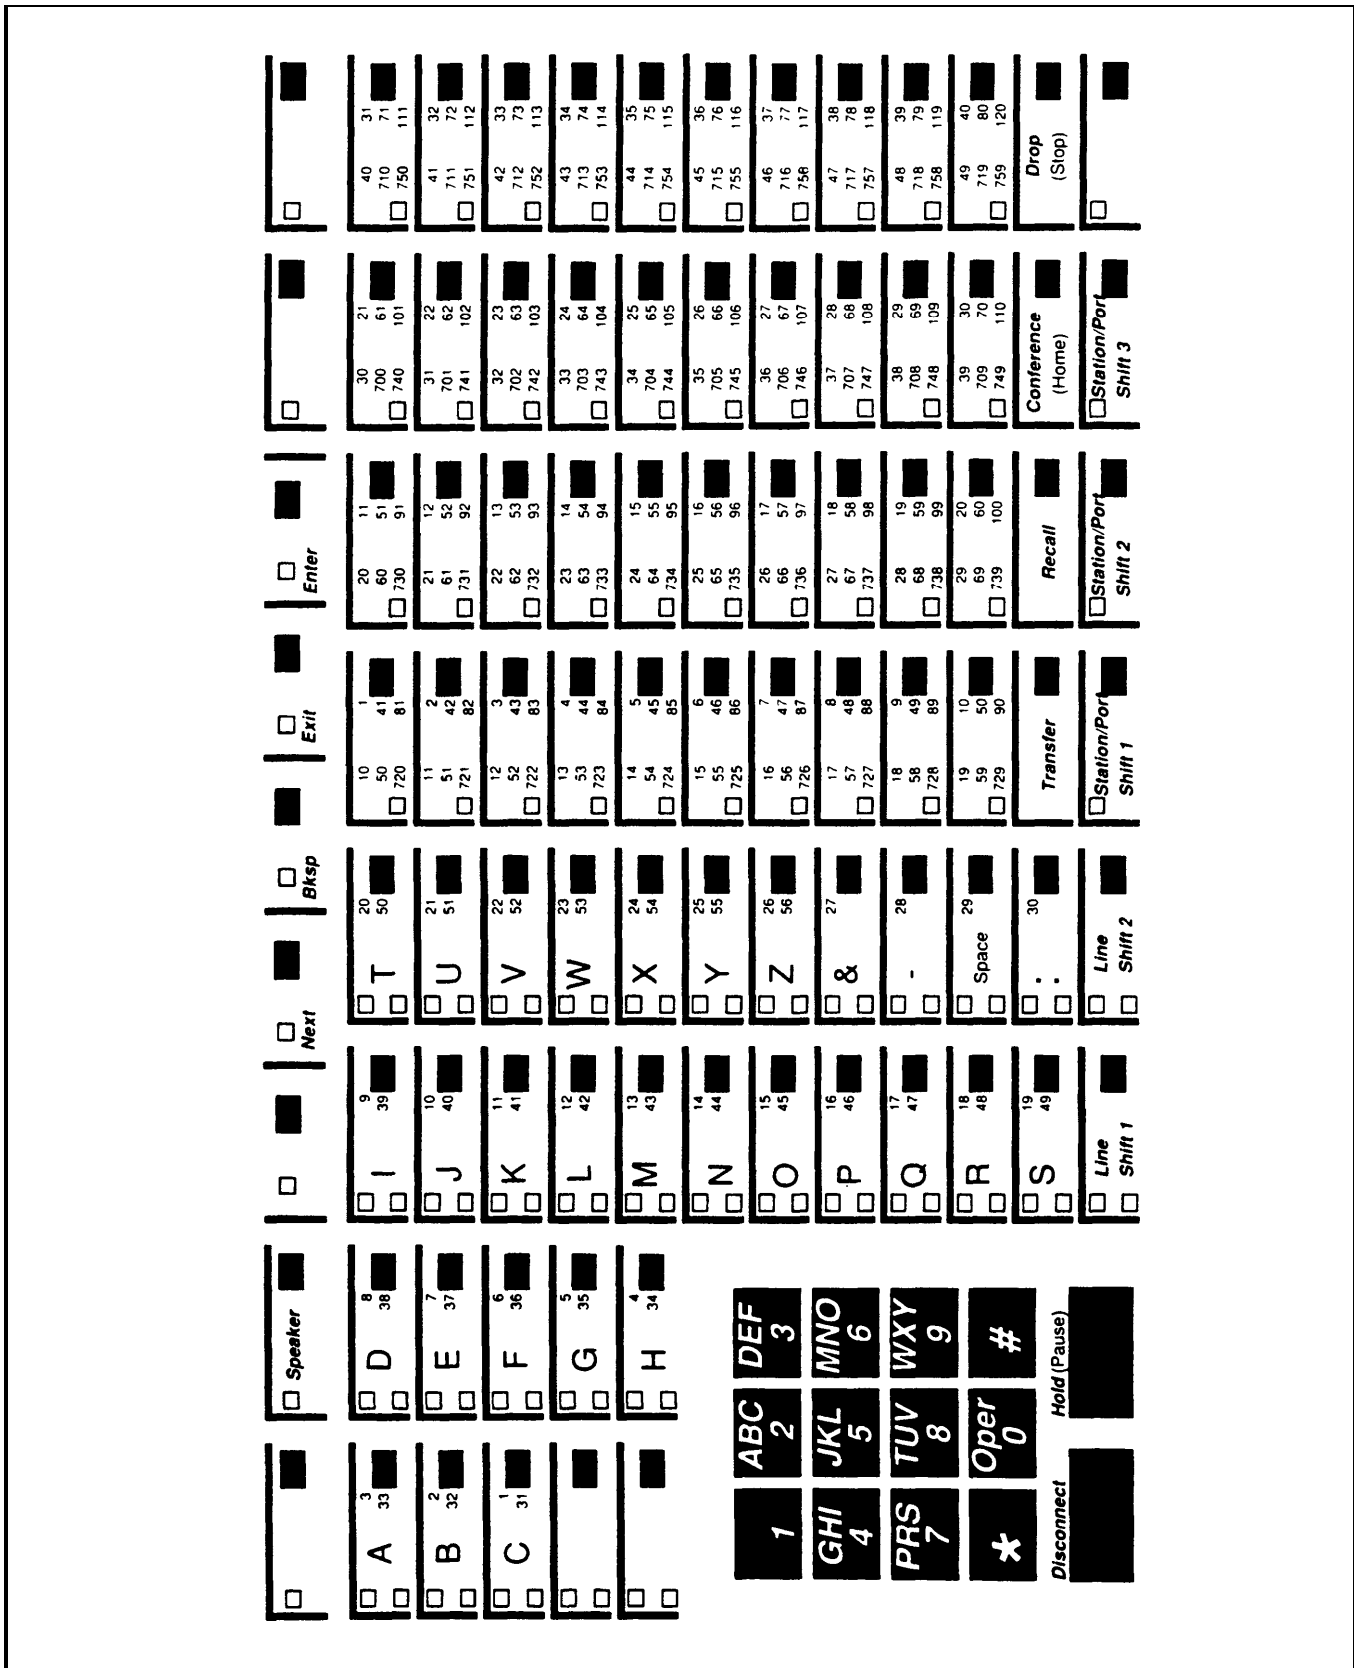 Speaker Next Bksp Exit Enter
3 8 9 20 10 1 20 11 30 21 40 31
A 33 D 38 I 39 T 50 50 41 60 51 700 61 710 71
720 81 730 91 740 101 750 111
2 7 10 21 11 2 21 12 31 22 41 32
B 32 E 37 J 40 U 51 51 42 61 52 701 62 711 72
721 82 731 92 741 102 751 112
1 6 11 22 12 3 22 13 32 23 42 33
C 31 F 36 K 41 V 52 52 43 62 53 702 63 712 73
722 83 732 93 742 103 752 113
5 12 23 13 4 23 14 33 24 43 34
G 35 L 42 W 53 53 44 63 54 703 64 713 74
723 84 733 94 743 104 753 114
4 13 24 14 5 24 15 34 25 44 35
H 34 M 43 X 54 54 45 64 55 704 65 714 75
724 85 734 95 744 105 754 115
14 25 15 6 25 16 35 26 45 36
N 44 Y 55 55 46 65 56 705 66 715 76
725 86 735 96 745 106 755 116
15 26 16 7 26 17 36 27 46 37
O 45 Z 56 56 47 66 57 706 67 716 77
726 87 736 97 746 107 756 117
16 27 17 8 27 18 37 28 47 38
P 46 & 57 48 67 58 707 68 717 78
727 88 737 98 747 108 757 118
17 28 18 9 28 19 38 29 48 39
Q 47 - 58 49 68 59 708 69 718 79
728 89 738 99 748 109 758 119
18 29 19 10 29 20 39 30 49 40
R 48 Space 59 50 69 60 709 70 719 80
729 90 739 100 749 110 759 120
19 30 Conference Drop
S 49 : Transfer Recall (Home) (Stop)
Line Line Station/Port Station/Port Station/Port
Shift 1 Shift 2 Shift 1 Shift 2 Shift 3
ABC DEF
1 2 3
GHI JKL MNO
4 5 6
PRS TUV WXY
7 8 9
Oper
* 0 #
Disconnect Hold (Pause)